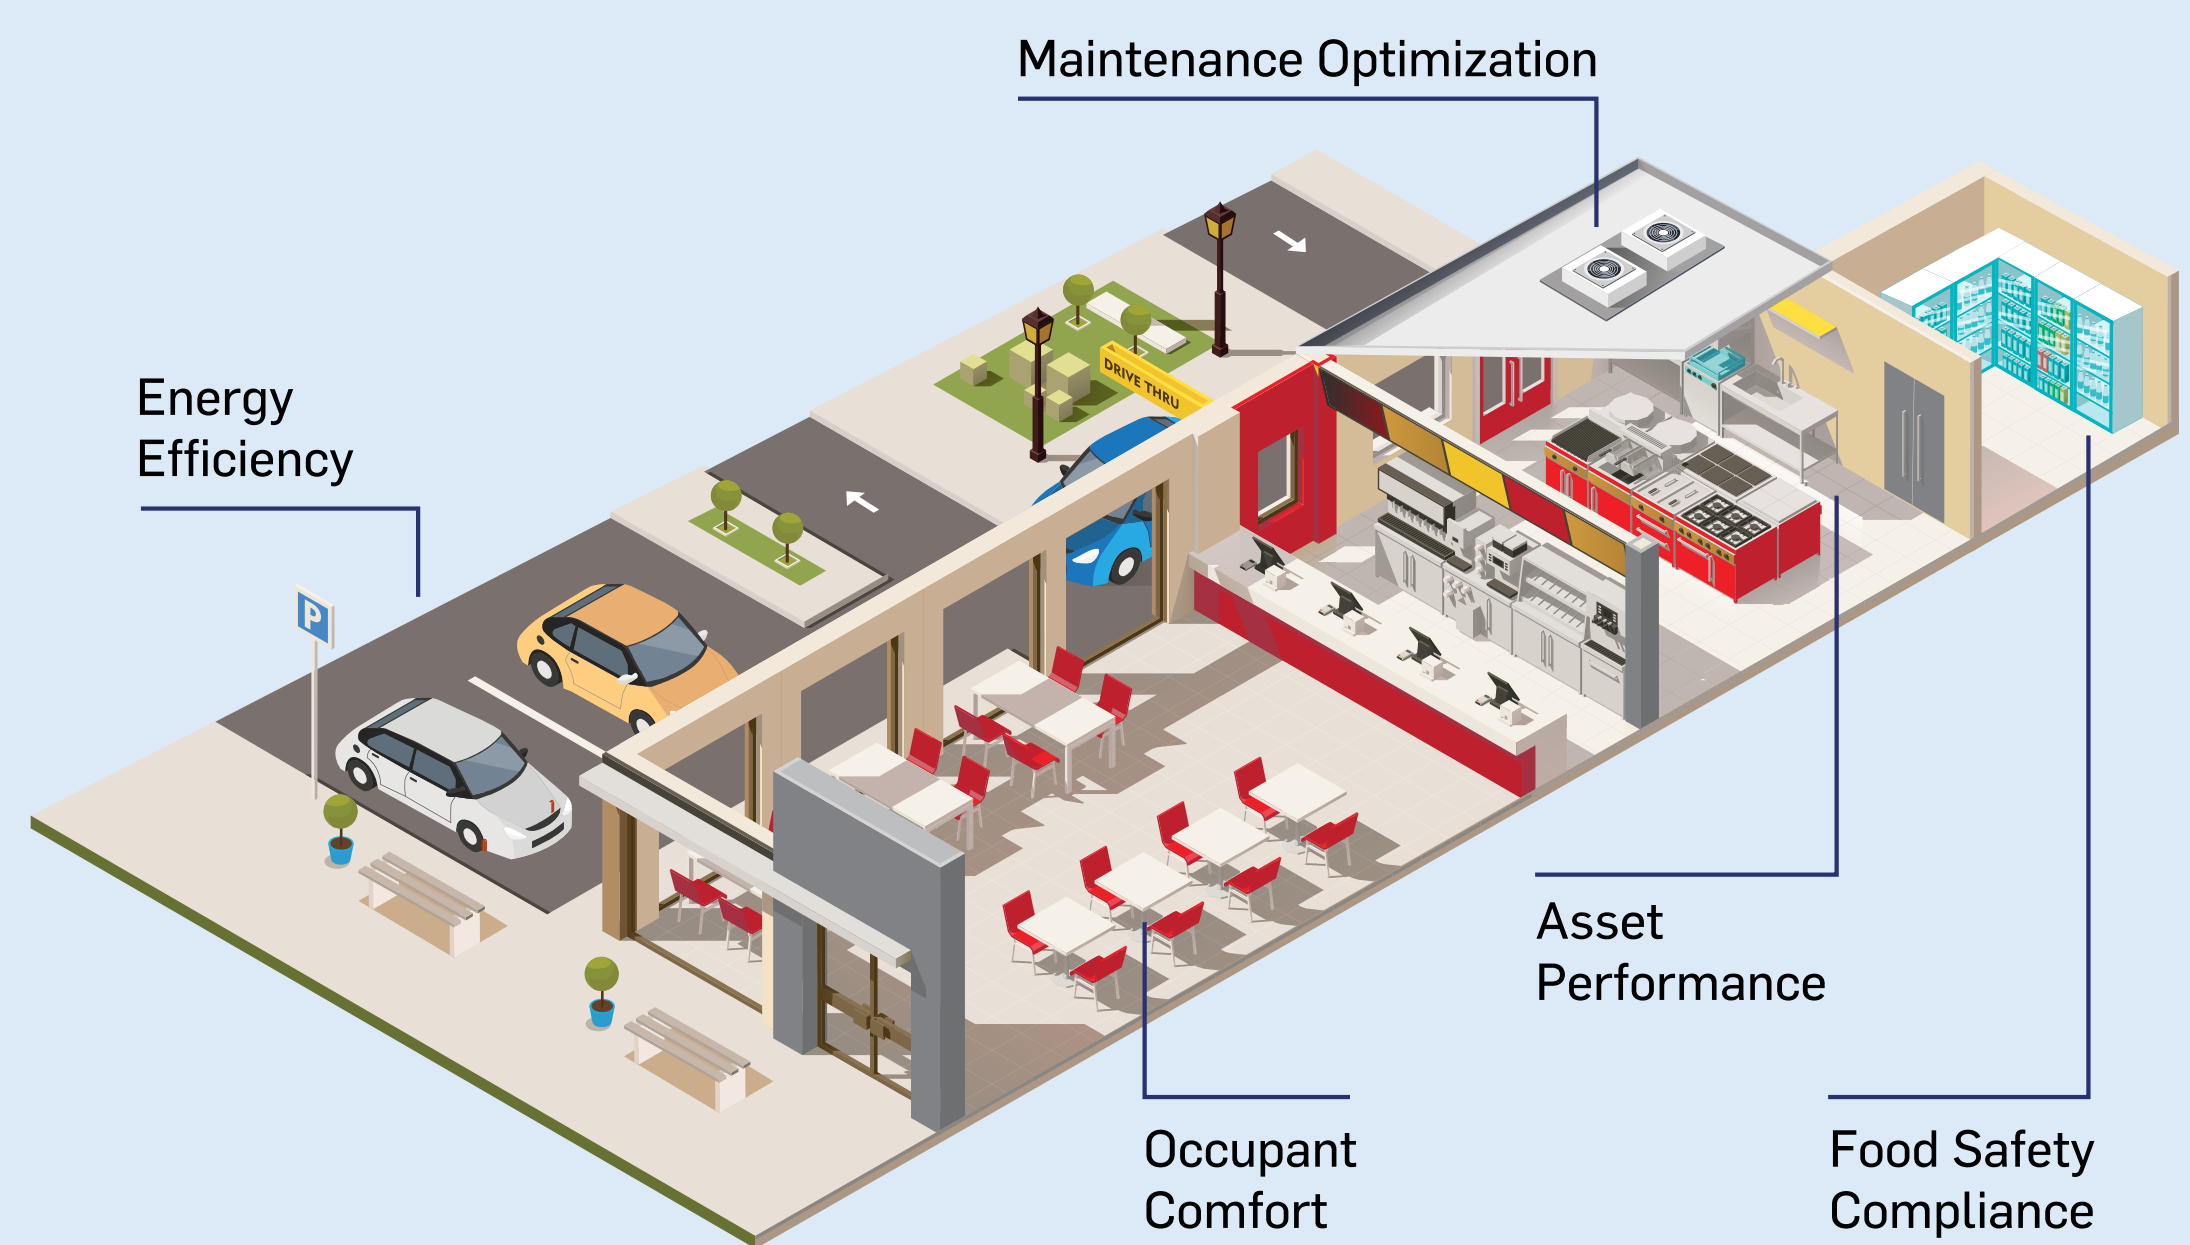 Maintenance Optimization
Energy
Efficiency
DRIVE THRU
P
Asset
Performance
Occupant
Comfort
Food Safety
Compliance